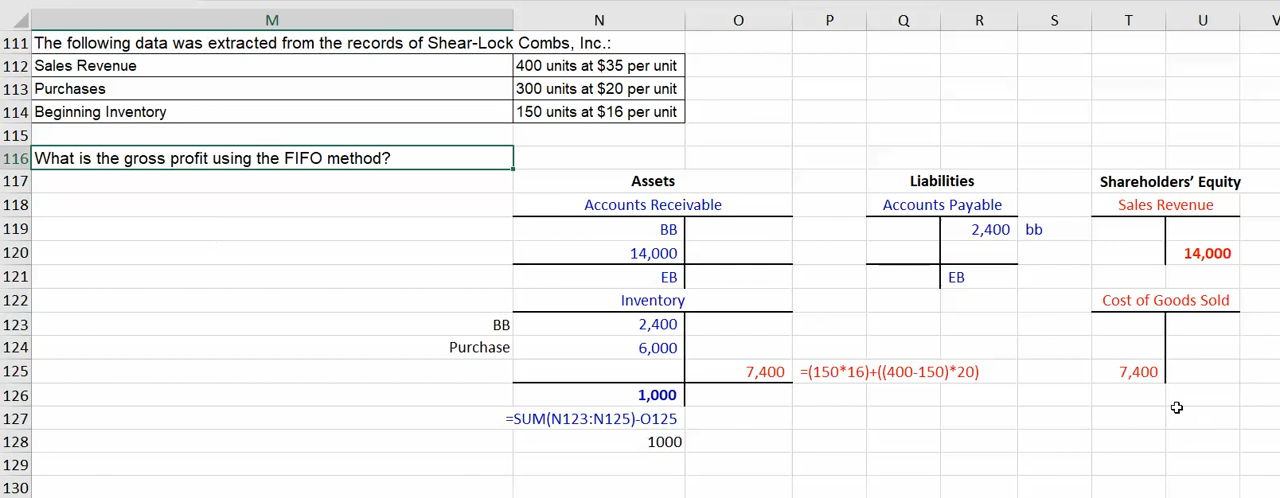 M N O P Q R S T U V
111 The following data was extracted from the records of Shear-Lock Combs, Inc.:
112 Sales Revenue 400 units at $35 per unit
113 Purchases 300 units at $20 per unit
114 Beginning Inventory 150 units at $16 per unit
115
116 What is the gross profit using the FIFO method?
117 Assets Liabilities Shareholders’ Equity
118 Accounts Receivable Accounts Payable Sales Revenue
119 BB 2,400 bb
120 14,000 14,000
121 EB EB
122 Inventory Cost of Goods Sold
123 BB 2,400
124 Purchase 6,000
125 7,400 =(150*16)+((400-150)*20) 7,400
126 1,000
127 =SUM(N123:N125)-O125
128 1000
129
130